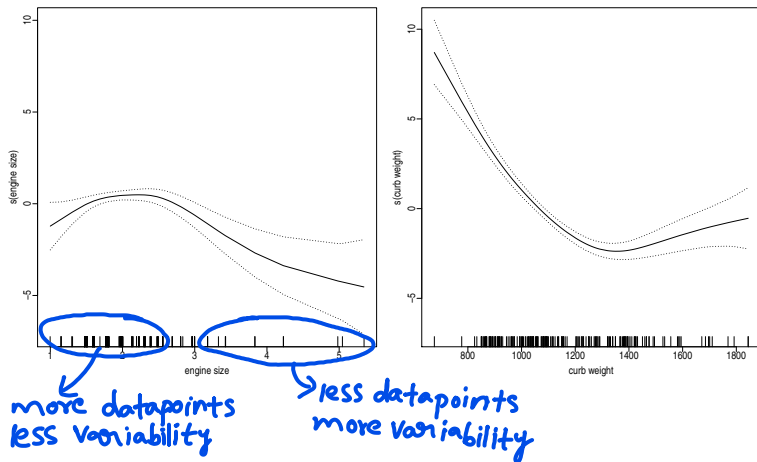 10
5
0
−5
s(engine size)
1
2
3
4
5
engine size
10
5
0
−5
s(curb weight)
800
1000
1200
1400
1600
1800
curb weight
more datapoints
less variability
less datapoints
more variability